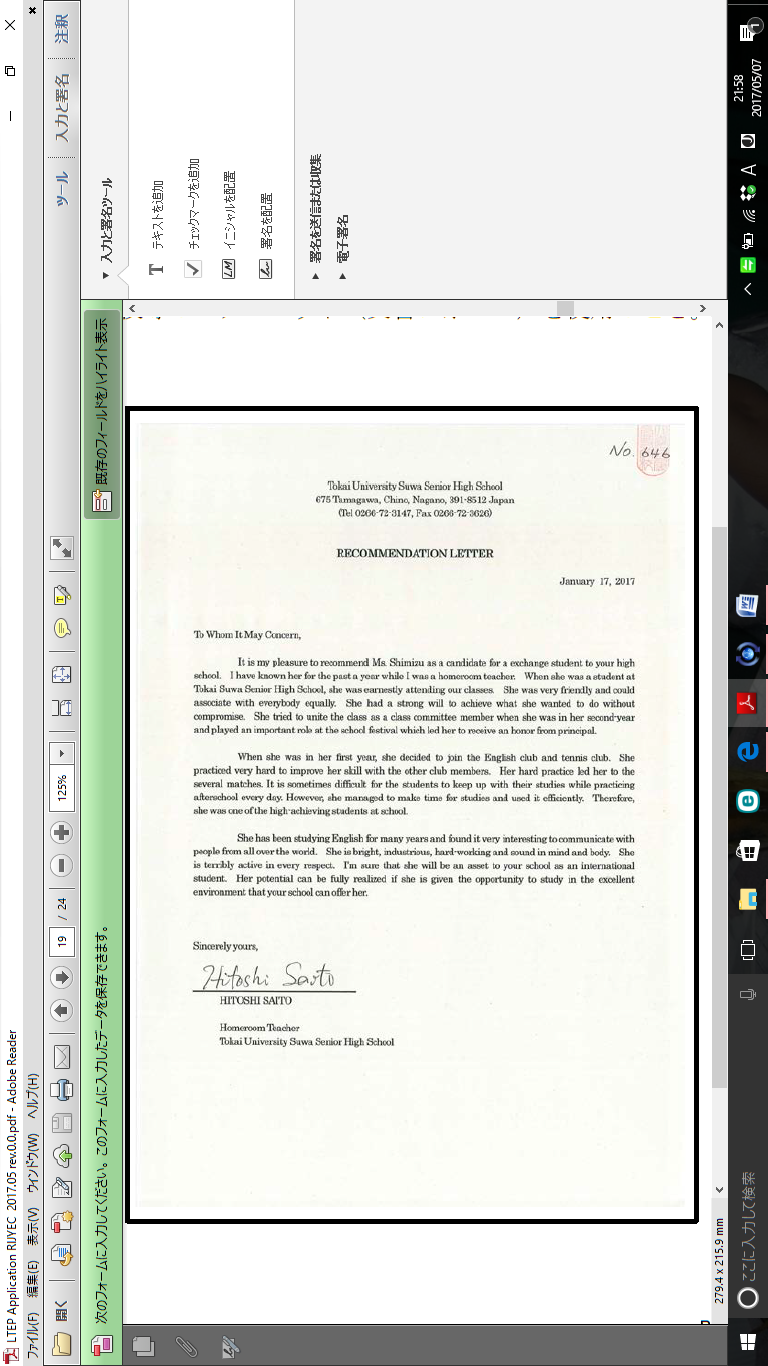 LTEP Application RIJYEC 2017.05 rev.0.0.pdf - Adobe Reader
ファイル(F) 編集(E) 表示(V) ウィンドウ(W) ヘルプ(H)
開く
19 / 24
125%
ツール
入力と署名
注釈
次のフォームに入力してください。このフォームに入力したデータを保存できます。
既存のフィールドをハイライト表示
入力と署名ツール
テキストを追加
チェックマークを追加
イニシャルを配置
署名を配置
署名を送信または収集
電子署名
No. 646
Tokai University Suwa Senior High School
675 Tamagawa, Chino, Nagano, 391-8512 Japan
(Tel 0266-72-3147, Fax 0266-72-3626)
RECOMMENDATION LETTER
January 17, 2017
To Whom It May Concern,
It is my pleasure to recommend Ms. Shimizu as a candidate for a exchange student to your high
school. I have known her for the past a year while I was a homeroom teacher. When she was a student at
Tokai Suwa Senior High School, she was earnestly attending our classes. She was very friendly and could
associate with everybody equally. She had a strong will to achieve what she wanted to do without
compromise. She tried to unite the class as a class committee member when she was in her second-year
and played an important role at the school festival which led her to receive an honor from principal.
When she was in her first year, she decided to join the English club and tennis club. She
practiced very hard to improve her skill with the other club members. Her hard practice led her to the
several matches. It is sometimes difficult for the students to keep up with their studies while practicing
afterschool every day. However, she managed to make time for studies and used it efficiently. Therefore,
she was one of the high-achieving students at school.
She has been studying English for many years and found it very interesting to communicate with
people from all over the world. She is bright, industrious, hard-working and sound in mind and body. She
is terribly active in every respect. I'm sure that she will be an asset to your school as an international
student. Her potential can be fully realized if she is given the opportunity to study in the excellent
environment that your school can offer her.
Sincerely yours,
Hitoshi Saito
HITOSHI SAITO
Homeroom Teacher
Tokai University Suwa Senior High School
279.4 x 215.9 mm
ここに入力して検索
A
21:58
2017/05/07
1